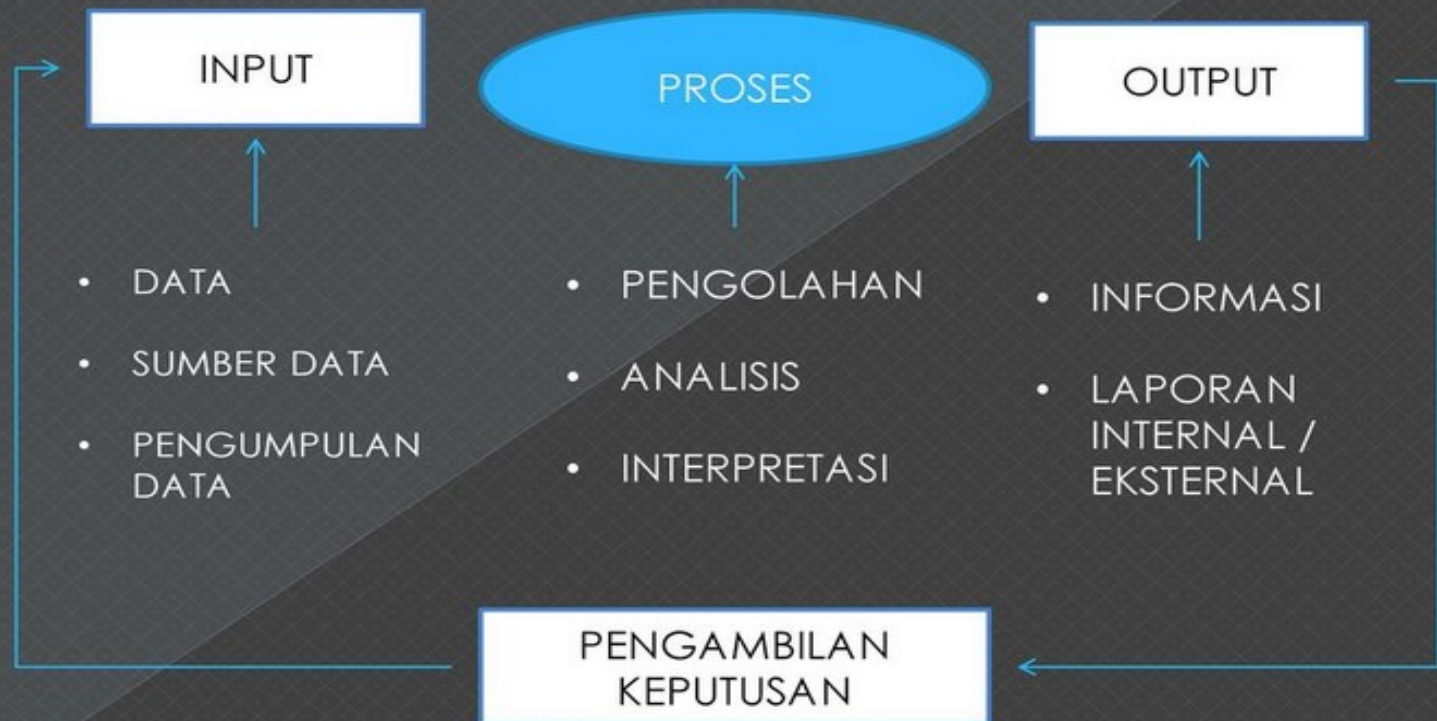 INPUT
PROSES
OUTPUT
• DATA
• SUMBER DATA
• PENGUMPULAN
DATA
• PENGOLAHAN
• ANALISIS
• INTERPRETASI
• INFORMASI
• LAPORAN
INTERNAL /
EKSTERNAL
PENGAMBILAN
KEPUTUSAN